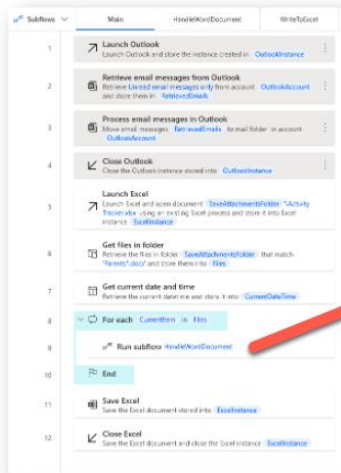 Subflows Main HandleWordDocument WriteToExcel
1 Launch Outlook
Launch Outlook and store the instance created in OutlookInstance
2 Retrieve email messages from Outlook
Retrieve Unread email messages only from account OutlookAccount
and store them in RetrievedEmails
3 Process email messages in Outlook
Move email messages RetrievedEmails to mail folder in account
OutlookAccount
4 Close Outlook
Close the Outlook instance stored into OutlookInstance
5 Launch Excel
Launch Excel and open document SaveAttachmentsFolder '\Activity
Tracker.xlsx using an existing Excel process and store it into Excel
instance ExcelInstance
6 Get files in folder
Retrieve the files in folder SaveAttachmentsFolder that match
'Parents*.docx' and store them into Files
7 Get current date and time
Retrieve the current datetime and store it into CurrentDateTime
8 For each CurrentItem in Files
9 Run subflow HandleWordDocument
10 End
11 Save Excel
Save the Excel document stored into ExcelInstance
12 Close Excel
Save the Excel document and close the Excel instance ExcelInstance